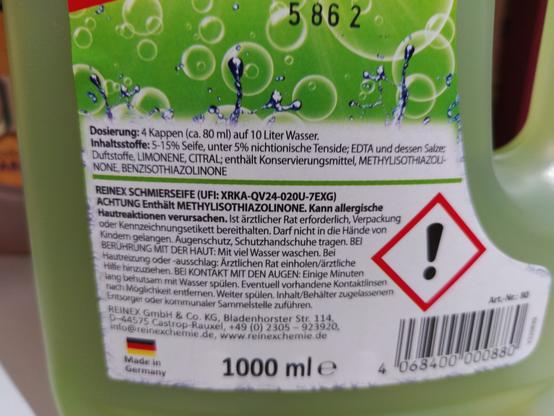 5 86 2
Dosierung: 4 Kappen (ca. 80 ml) auf 10 Liter Wasser.
Inhaltsstoffe: 5-15% Seife, unter 5% nichtionische Tenside; EDTA und dessen Salze;
Duftstoffe, LIMONENE, CITRAL; enthält Konservierungsmittel, METHYLISOTHIAZOLI-
NONE, BENZISOTHIAZOLINONE
REINEX SCHMIERSEIFE (UFI: XRKA-QV24-020U-7EXG)
ACHTUNG Enthält METHYLISOTHIAZOLINONE. Kann allergische
Hautreaktionen verursachen. Ist ärztlicher Rat erforderlich, Verpackung
oder Kennzeichnungsetikett bereithalten. Darf nicht in die Hände von
Kindern gelangen. Augenschutz, Schutzhandschuhe tragen. BEI
BERÜHRUNG MIT DER HAUT: Mit viel Wasser waschen. Bei
Hautreizung oder -ausschlag: Ärztlichen Rat einholen/ärztliche
Hilfe hinzuziehen. BEI KONTAKT MIT DEN AUGEN: Einige Minuten
lang behutsam mit Wasser spülen. Eventuell vorhandene Kontaktlinsen
nach Möglichkeit entfernen. Weiter spülen. Inhalt/Behälter zugelassenem
Entsorger oder kommunaler Sammelstelle zuführen.
REINEX GmbH & Co. KG, Bladenhorster Str. 114,
D-44575 Castrop-Rauxel, +49 (0) 2305 – 923920,
info@reinexchemie.de, www.reinexchemie.de
Art.-Nr.: 80
Made in
Germany
1000 ml e
4 068400 000880